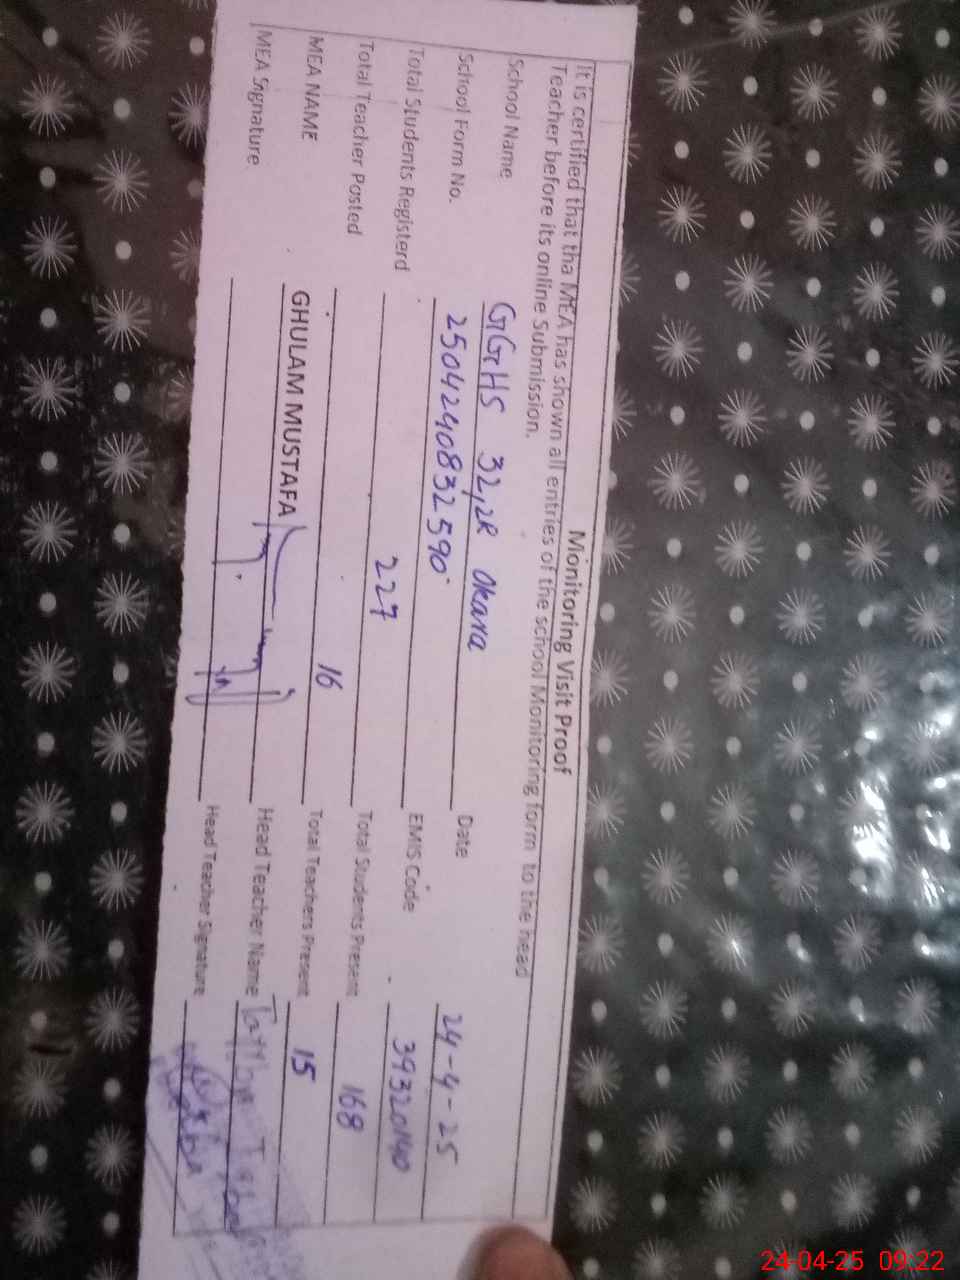 Monitoring Visit Proof
It is certified that tha MEA has shown all entries of the school Monitoring form to the head
Teacher before its online Submission.
School Name GGHS 32,2R Okara Date 24-4-25
School Form No. 2504240832590 EMIS Code 39320140
Total Students Registerd 227 Total Students Present 168
Total Teacher Posted 16 Total Teachers Present 15
MEA NAME GHULAM MUSTAFA Head Teacher Name Tayyba
MEA Signature Head Teacher Signature
24-04-25 09:22